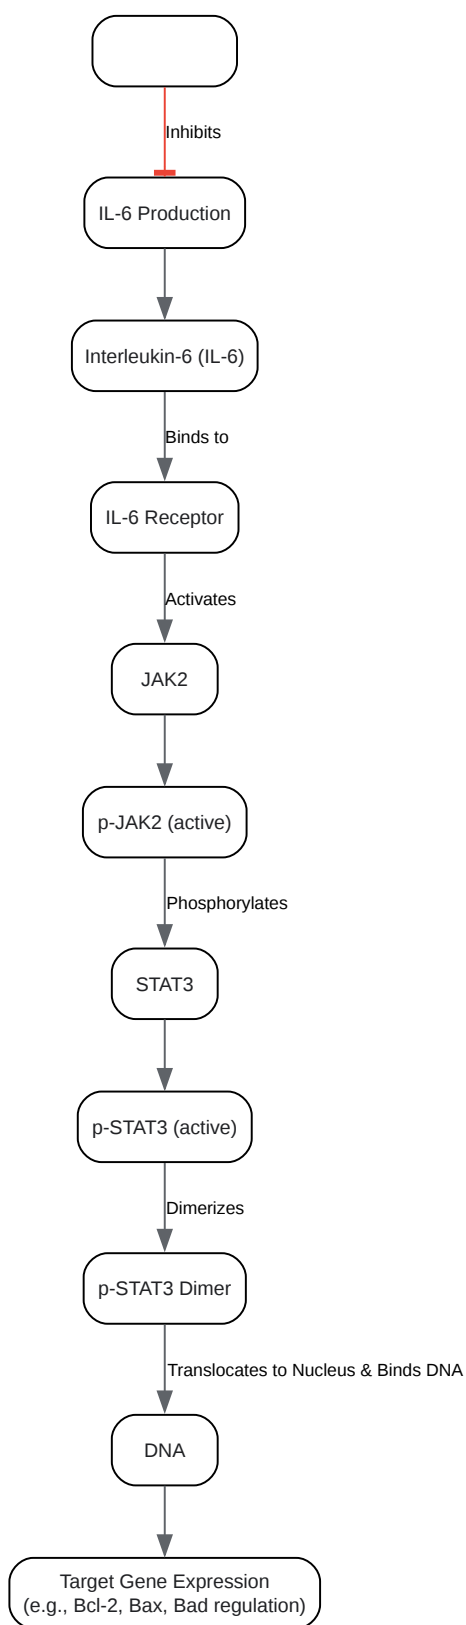 Inhibits
IL-6 Production
Interleukin-6 (IL-6)
Binds to
IL-6 Receptor
Activates
JAK2
p-JAK2 (active)
Phosphorylates
STAT3
p-STAT3 (active)
Dimerizes
p-STAT3 Dimer
Translocates to Nucleus & Binds DNA
DNA
Target Gene Expression
(e.g., Bcl-2, Bax, Bad regulation)